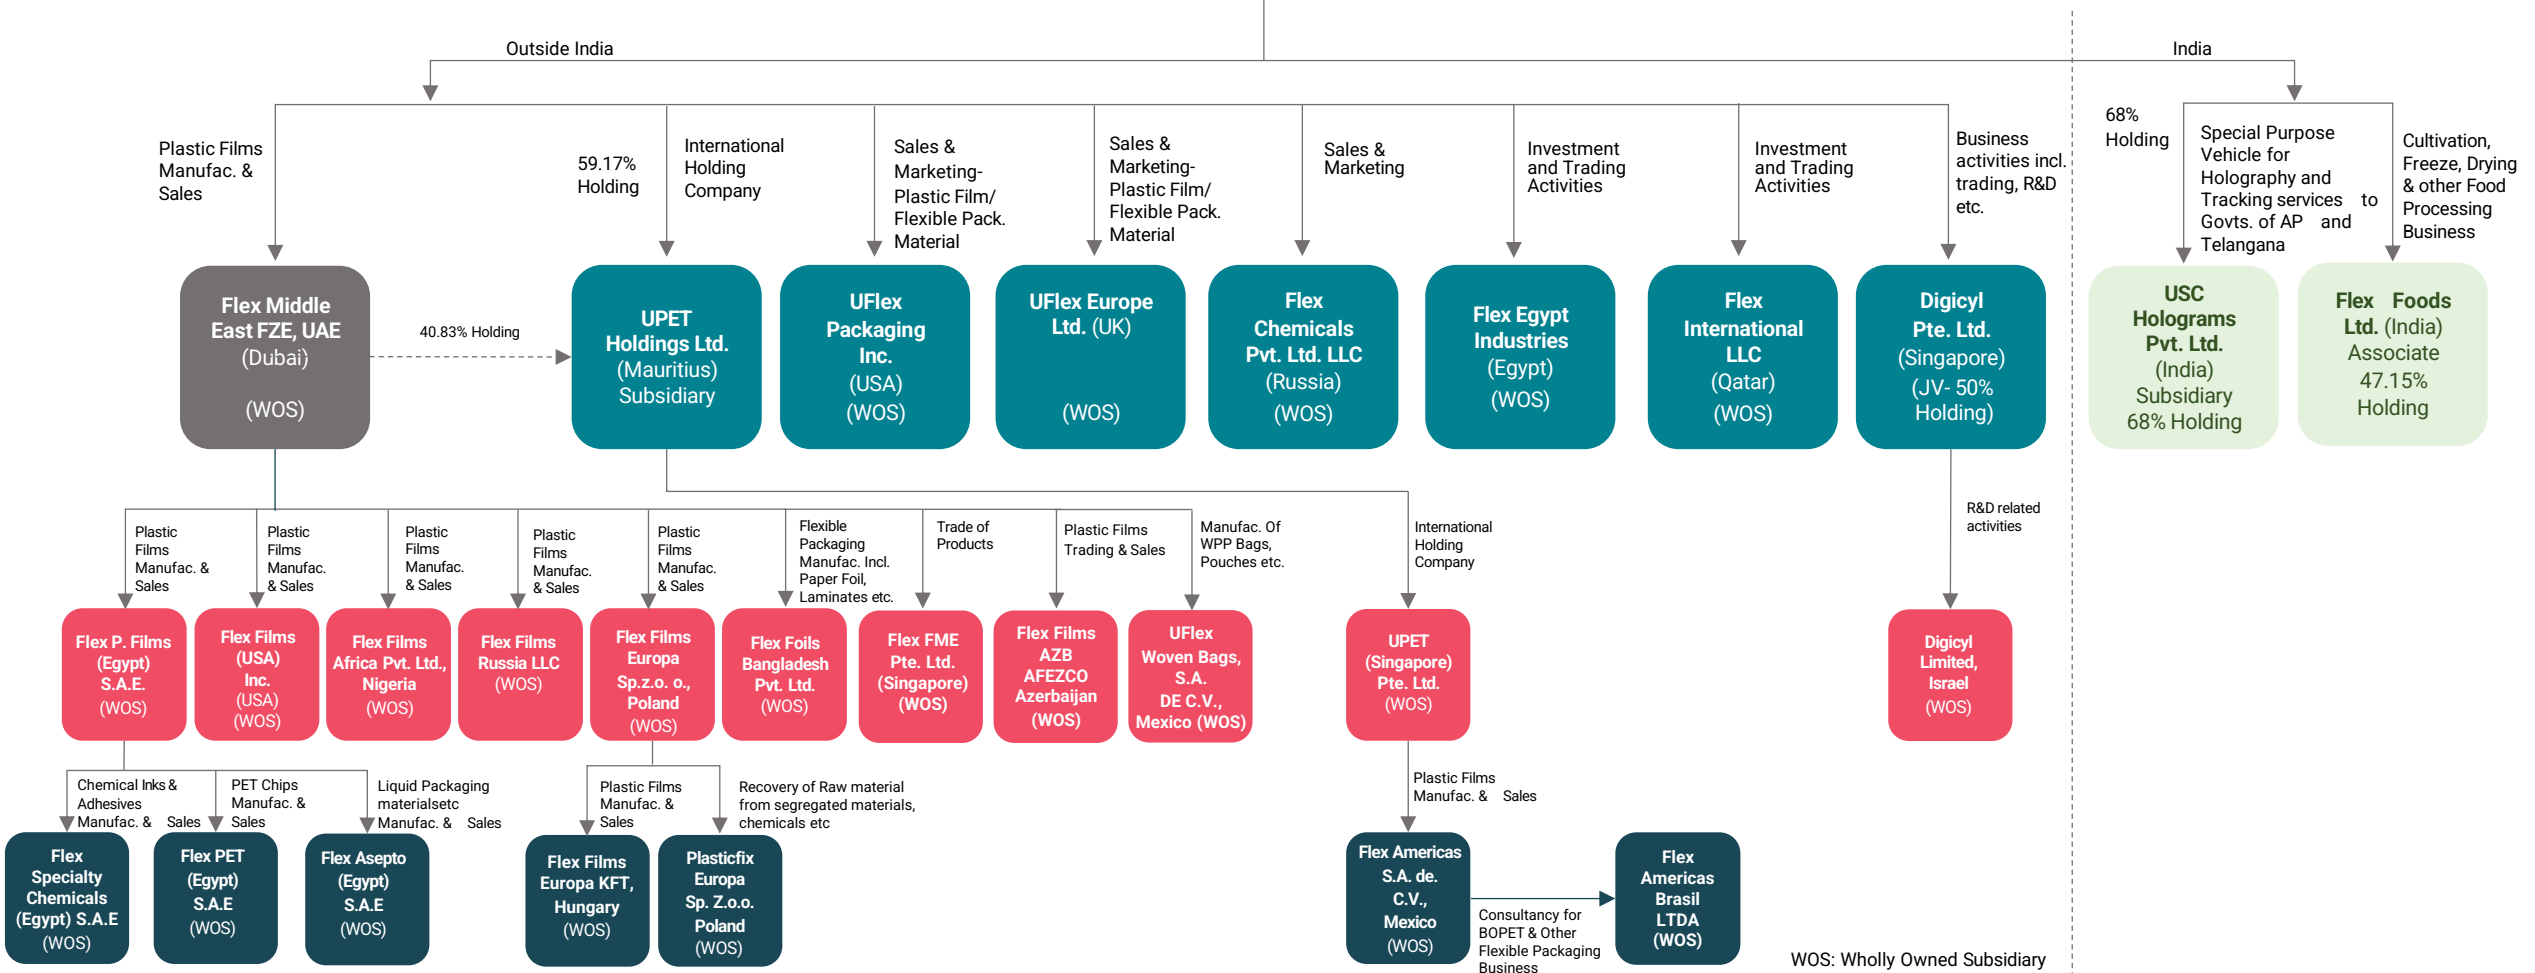 Outside India
India
Plastic Films
Manufac. &
Sales
59.17%
Holding
International
Holding
Company
Sales &
Marketing-
Plastic Film/
Flexible Pack.
Material
Sales &
Marketing-
Plastic Film/
Flexible Pack.
Material
Sales &
Marketing
Investment
and Trading
Activities
Investment
and Trading
Activities
Business
activities incl.
trading, R&D
etc.
68%
Holding
Special Purpose
Vehicle for
Holography and
Tracking services to
Govts. of AP and
Telangana
Cultivation,
Freeze, Drying
& other Food
Processing
Business
Flex Middle
East FZE, UAE
(Dubai)
(WOS)
40.83% Holding
UPET
Holdings Ltd.
(Mauritius)
Subsidiary
UFlex
Packaging
Inc.
(USA)
(WOS)
UFlex Europe
Ltd. (UK)
(WOS)
Flex
Chemicals
Pvt. Ltd. LLC
(Russia)
(WOS)
Flex Egypt
Industries
(Egypt)
(WOS)
Flex
International
LLC
(Qatar)
(WOS)
Digicyl
Pte. Ltd.
(Singapore)
(JV- 50%
Holding)
USC
Holograms
Pvt. Ltd.
(India)
Subsidiary
68% Holding
Flex Foods
Ltd. (India)
Associate
47.15%
Holding
Plastic
Films
Manufac. &
Sales
Plastic
Films
Manufac.
& Sales
Plastic
Films
Manufac.
& Sales
Plastic
Films
Manufac.
& Sales
Plastic
Films
Manufac.
& Sales
Flexible
Packaging
Manufac. Incl.
Paper Foil,
Laminates etc.
Trade of
Products
Plastic Films
Trading & Sales
Manufac. Of
WPP Bags,
Pouches etc.
International
Holding
Company
R&D related
activities
Flex P. Films
(Egypt)
S.A.E.
(WOS)
Flex Films
(USA)
Inc.
(USA)
(WOS)
Flex Films
Africa Pvt. Ltd.,
Nigeria
(WOS)
Flex Films
Russia LLC
(WOS)
Flex Films
Europa
Sp.z.o. o.,
Poland
(WOS)
Flex Foils
Bangladesh
Pvt. Ltd.
(WOS)
Flex FME
Pte. Ltd.
(Singapore)
(WOS)
Flex Films
AZB
AFEZCO
Azerbaijan
(WOS)
UFlex
Woven Bags,
S.A.
DE C.V.,
Mexico (WOS)
UPET
(Singapore)
Pte. Ltd.
(WOS)
Digicyl
Limited,
Israel
(WOS)
Chemical Inks &
Adhesives
Manufac. & Sales
PET Chips
Manufac. &
Sales
Liquid Packaging
materialsetc
Manufac. & Sales
Plastic Films
Manufac. &
Sales
Recovery of Raw material
from segregated materials,
chemicals etc
Plastic Films
Manufac. & Sales
Flex
Specialty
Chemicals
(Egypt) S.A.E
(WOS)
Flex PET
(Egypt)
S.A.E
(WOS)
Flex Asepto
(Egypt)
S.A.E
(WOS)
Flex Films
Europa KFT,
Hungary
(WOS)
Plasticfix
Europa
Sp. Z.o.o.
Poland
(WOS)
Flex Americas
S.A. de.
C.V.,
Mexico
(WOS)
Consultancy for
BOPET & Other
Flexible Packaging
Business
Flex
Americas
Brasil
LTDA
(WOS)
WOS: Wholly Owned Subsidiary